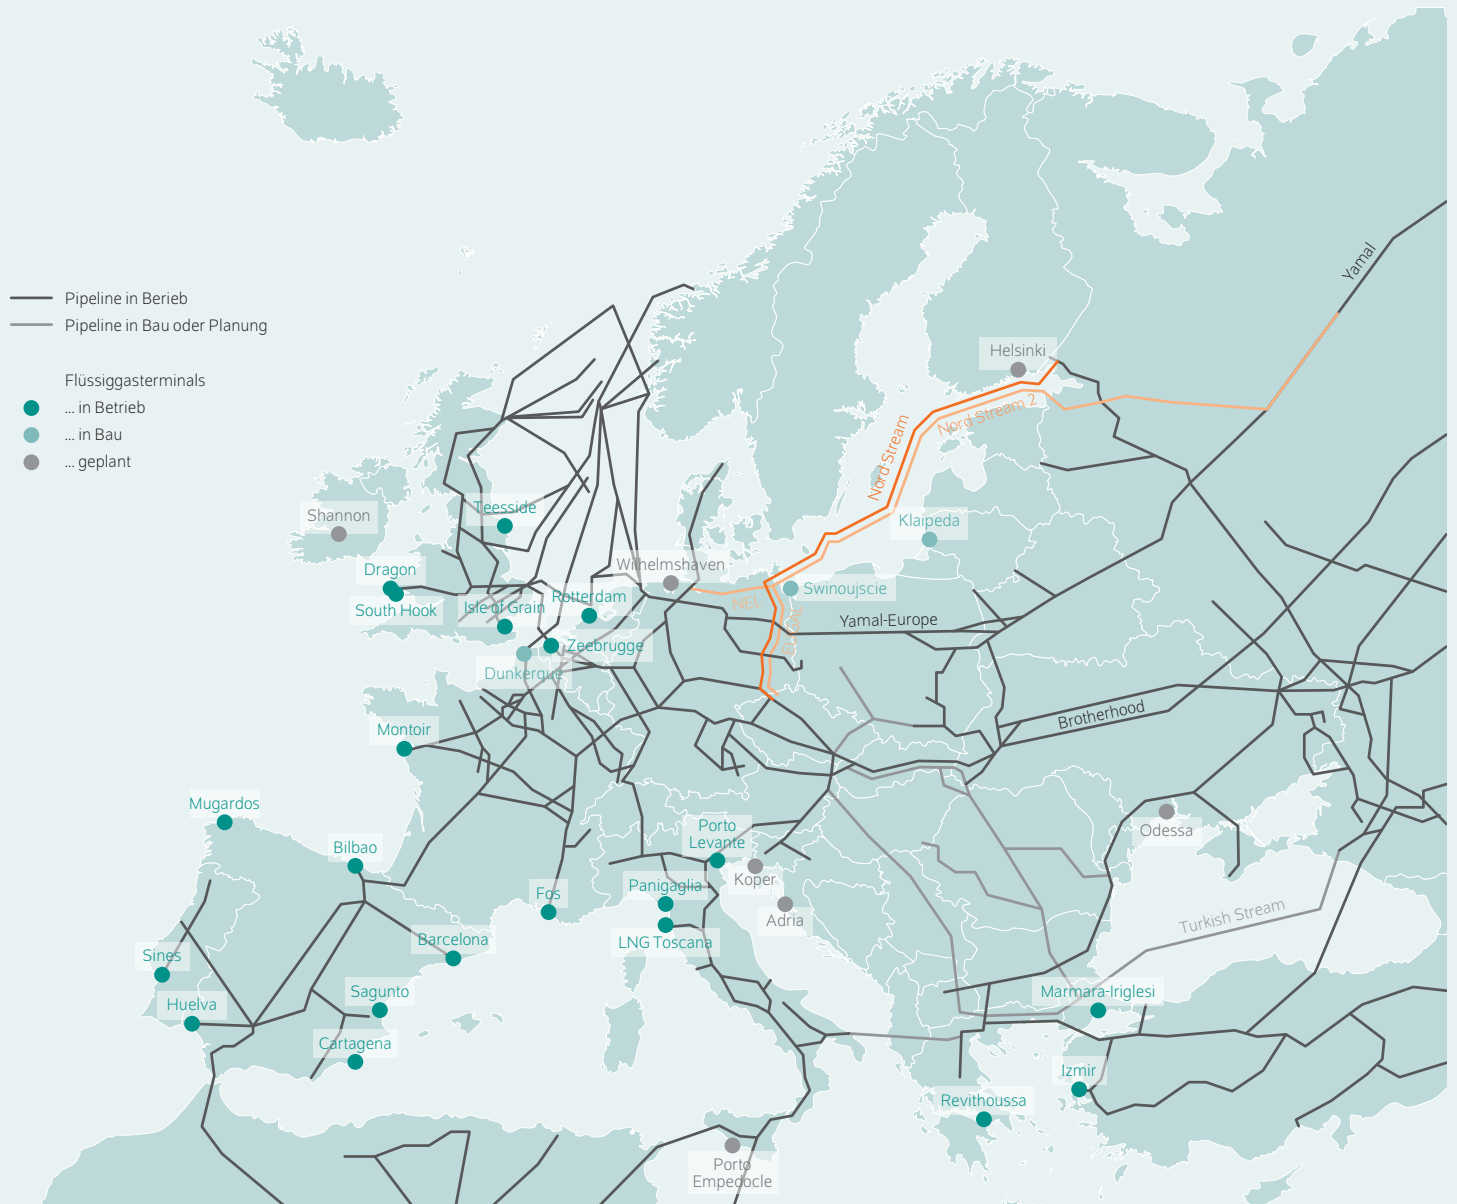 Yamal
Pipeline in Berieb
Pipeline in Bau oder Planung
Flüssiggasterminals
... in Betrieb
... in Bau
... geplant
Helsinki
Nord Stream 2
Nord Stream
Teesside
Shannon
Klaipeda
Wilhelmshaven
Dragon
Swinoujscie
Rotterdam
South Hook
Isle of Grain
NEL
Yamal-Europe
Zeebrugge
Dunkerque
Brotherhood
Montoir
Mugardos
Porto
Levante
Odessa
Bilbao
Koper
Panigaglia
Fos
Adria
Turkish Stream
Barcelona
LNG Toscana
Sines
Sagunto
Marmara-Iriglesi
Huelva
Cartagena
Izmir
Revithoussa
Porto
Empedocle